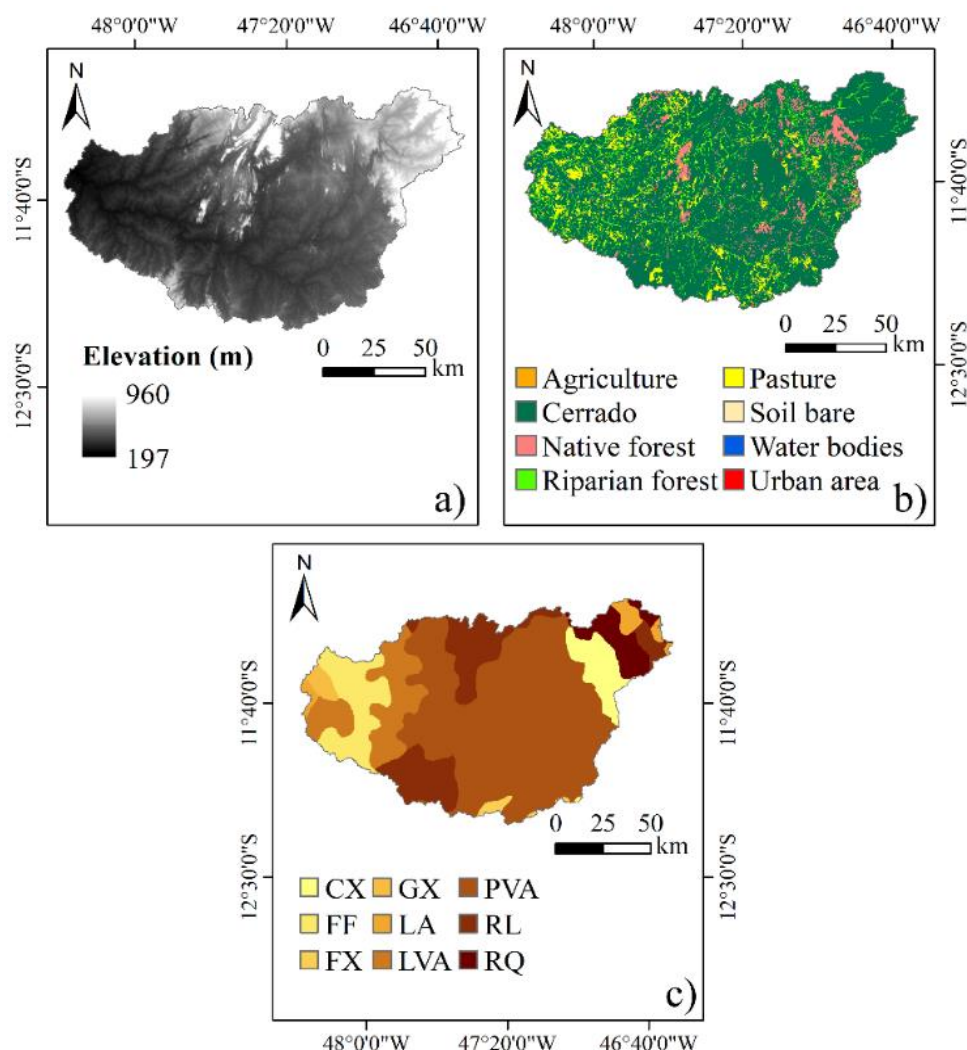 48°0'0"W 47°20'0"W 46°40'0"W
N
11°40'0"S
12°30'0"S
Elevation (m)
960
197
0 25 50
km
a)
48°0'0"W 47°20'0"W 46°40'0"W
N
11°40'0"S
12°30'0"S
0 25 50
km
Agriculture Pasture
Cerrado Soil bare
Native forest Water bodies
Riparian forest Urban area
b)
N
11°40'0"S 11°40'0"S
12°30'0"S 12°30'0"S
0 25 50
km
CX GX PVA
FF LA RL
FX LVA RQ
c)
48°0'0"W 47°20'0"W 46°40'0"W